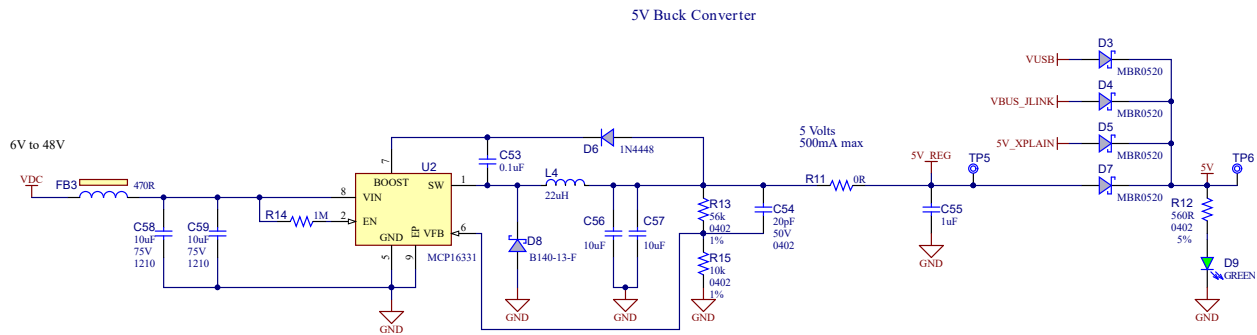 5V Buck Converter
D3
VUSB
MBR0520
D4
VBUS_JLINK
MBR0520
6V to 48V
D6
1N4448
5 Volts
500mA max
5V_XPLAIN
D5
MBR0520
VDC
FB3
470R
7
C53
0.1uF
U2
BOOST
SW
1
L4
22uH
R11
0R
5V_REG
TP5
D7
MBR0520
5V
TP6
8
VIN
R14
1M
2
EN
GND
EP
VFB
6
5
9
MCP16331
C58
10uF
75V
1210
C59
10uF
75V
1210
D8
B140-13-F
C56
10uF
C57
10uF
R13
56k
0402
1%
C54
20pF
50V
0402
R15
10k
0402
1%
C55
1uF
R12
560R
0402
5%
D9
GREEN
GND
GND
GND
GND
GND
GND